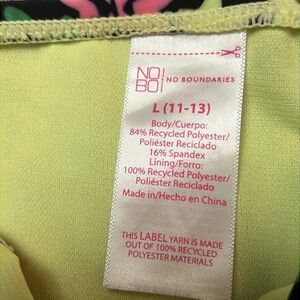 NO!
BO! NO BOUNDARIES
L (11-13)
Body/Cuerpo:
84% Recycled Polyester/
Poliéster Reciclado
16% Spandex
Lining/Forro:
100% Recycled Polyester/
Poliéster Reciclado
Made in/Hecho en China
THIS LABEL YARN IS MADE
OUT OF 100% RECYCLED
POLYESTER MATERIALS